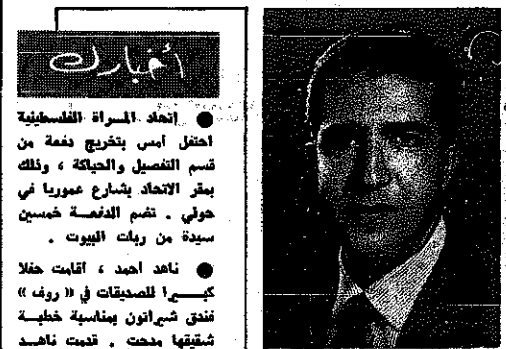 أخبارك
● إتحاد المرأة الفلسطينية
احتفل أمس بتخريج دفعة من
قسم التفصيل والحياكة ، وذلك
بمقر الاتحاد بشارع عموريا في
حولي . تضم الدفعة خمسين
سيدة من ربات البيوت .
● ناهد احمد ، أقامت حفلا
كبيرا للصديقات في « روف »
فندق شيراتون بمناسبة خطبة
شقيقها مدحت . قدمت ناهد